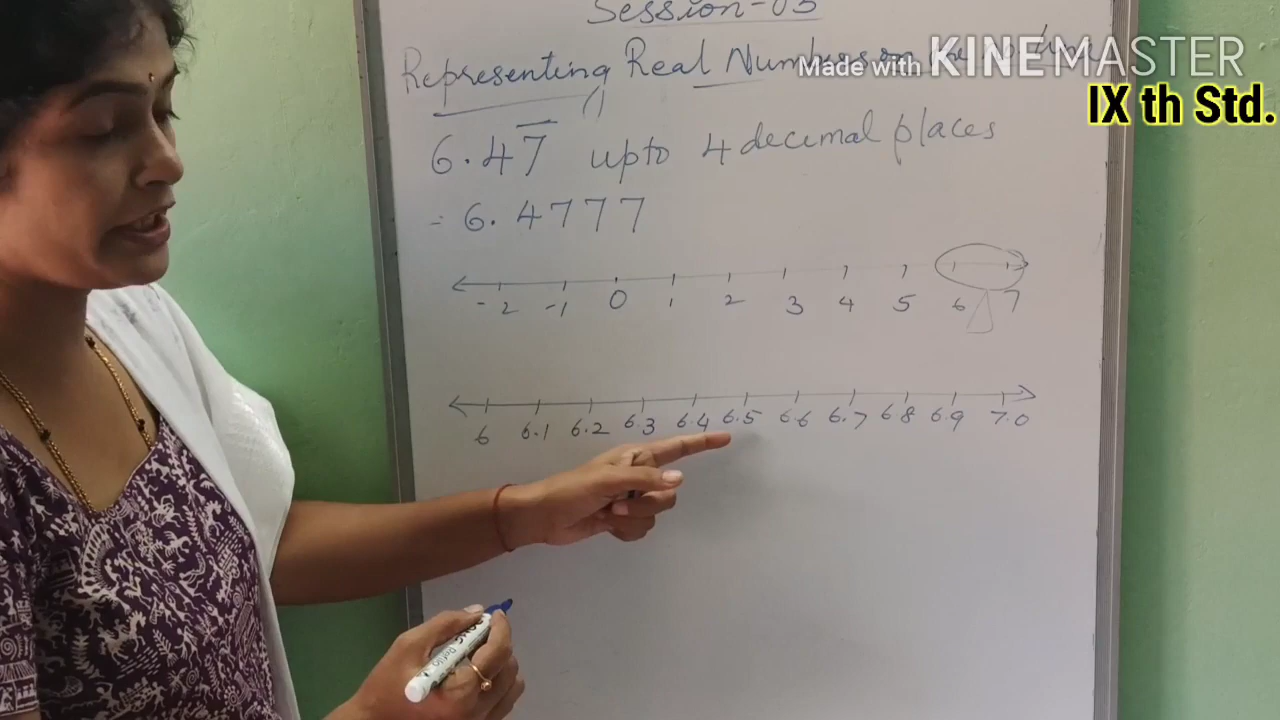 Session-03
Representing Real Numbers on the
Made with KINEMASTER
IX th Std.
6.47̅ upto 4 decimal places
= 6.4777
-2 -1 0 1 2 3 4 5 6 7
6 6.1 6.2 6.3 6.4 6.5 6.6 6.7 6.8 6.9 7.0